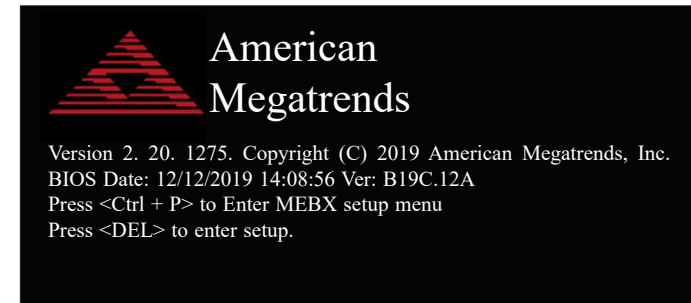 American
Megatrends
Version 2. 20. 1275. Copyright (C) 2019 American Megatrends, Inc.
BIOS Date: 12/12/2019 14:08:56 Ver: B19C.12A
Press <Ctrl + P> to Enter MEBX setup menu
Press <DEL> to enter setup.